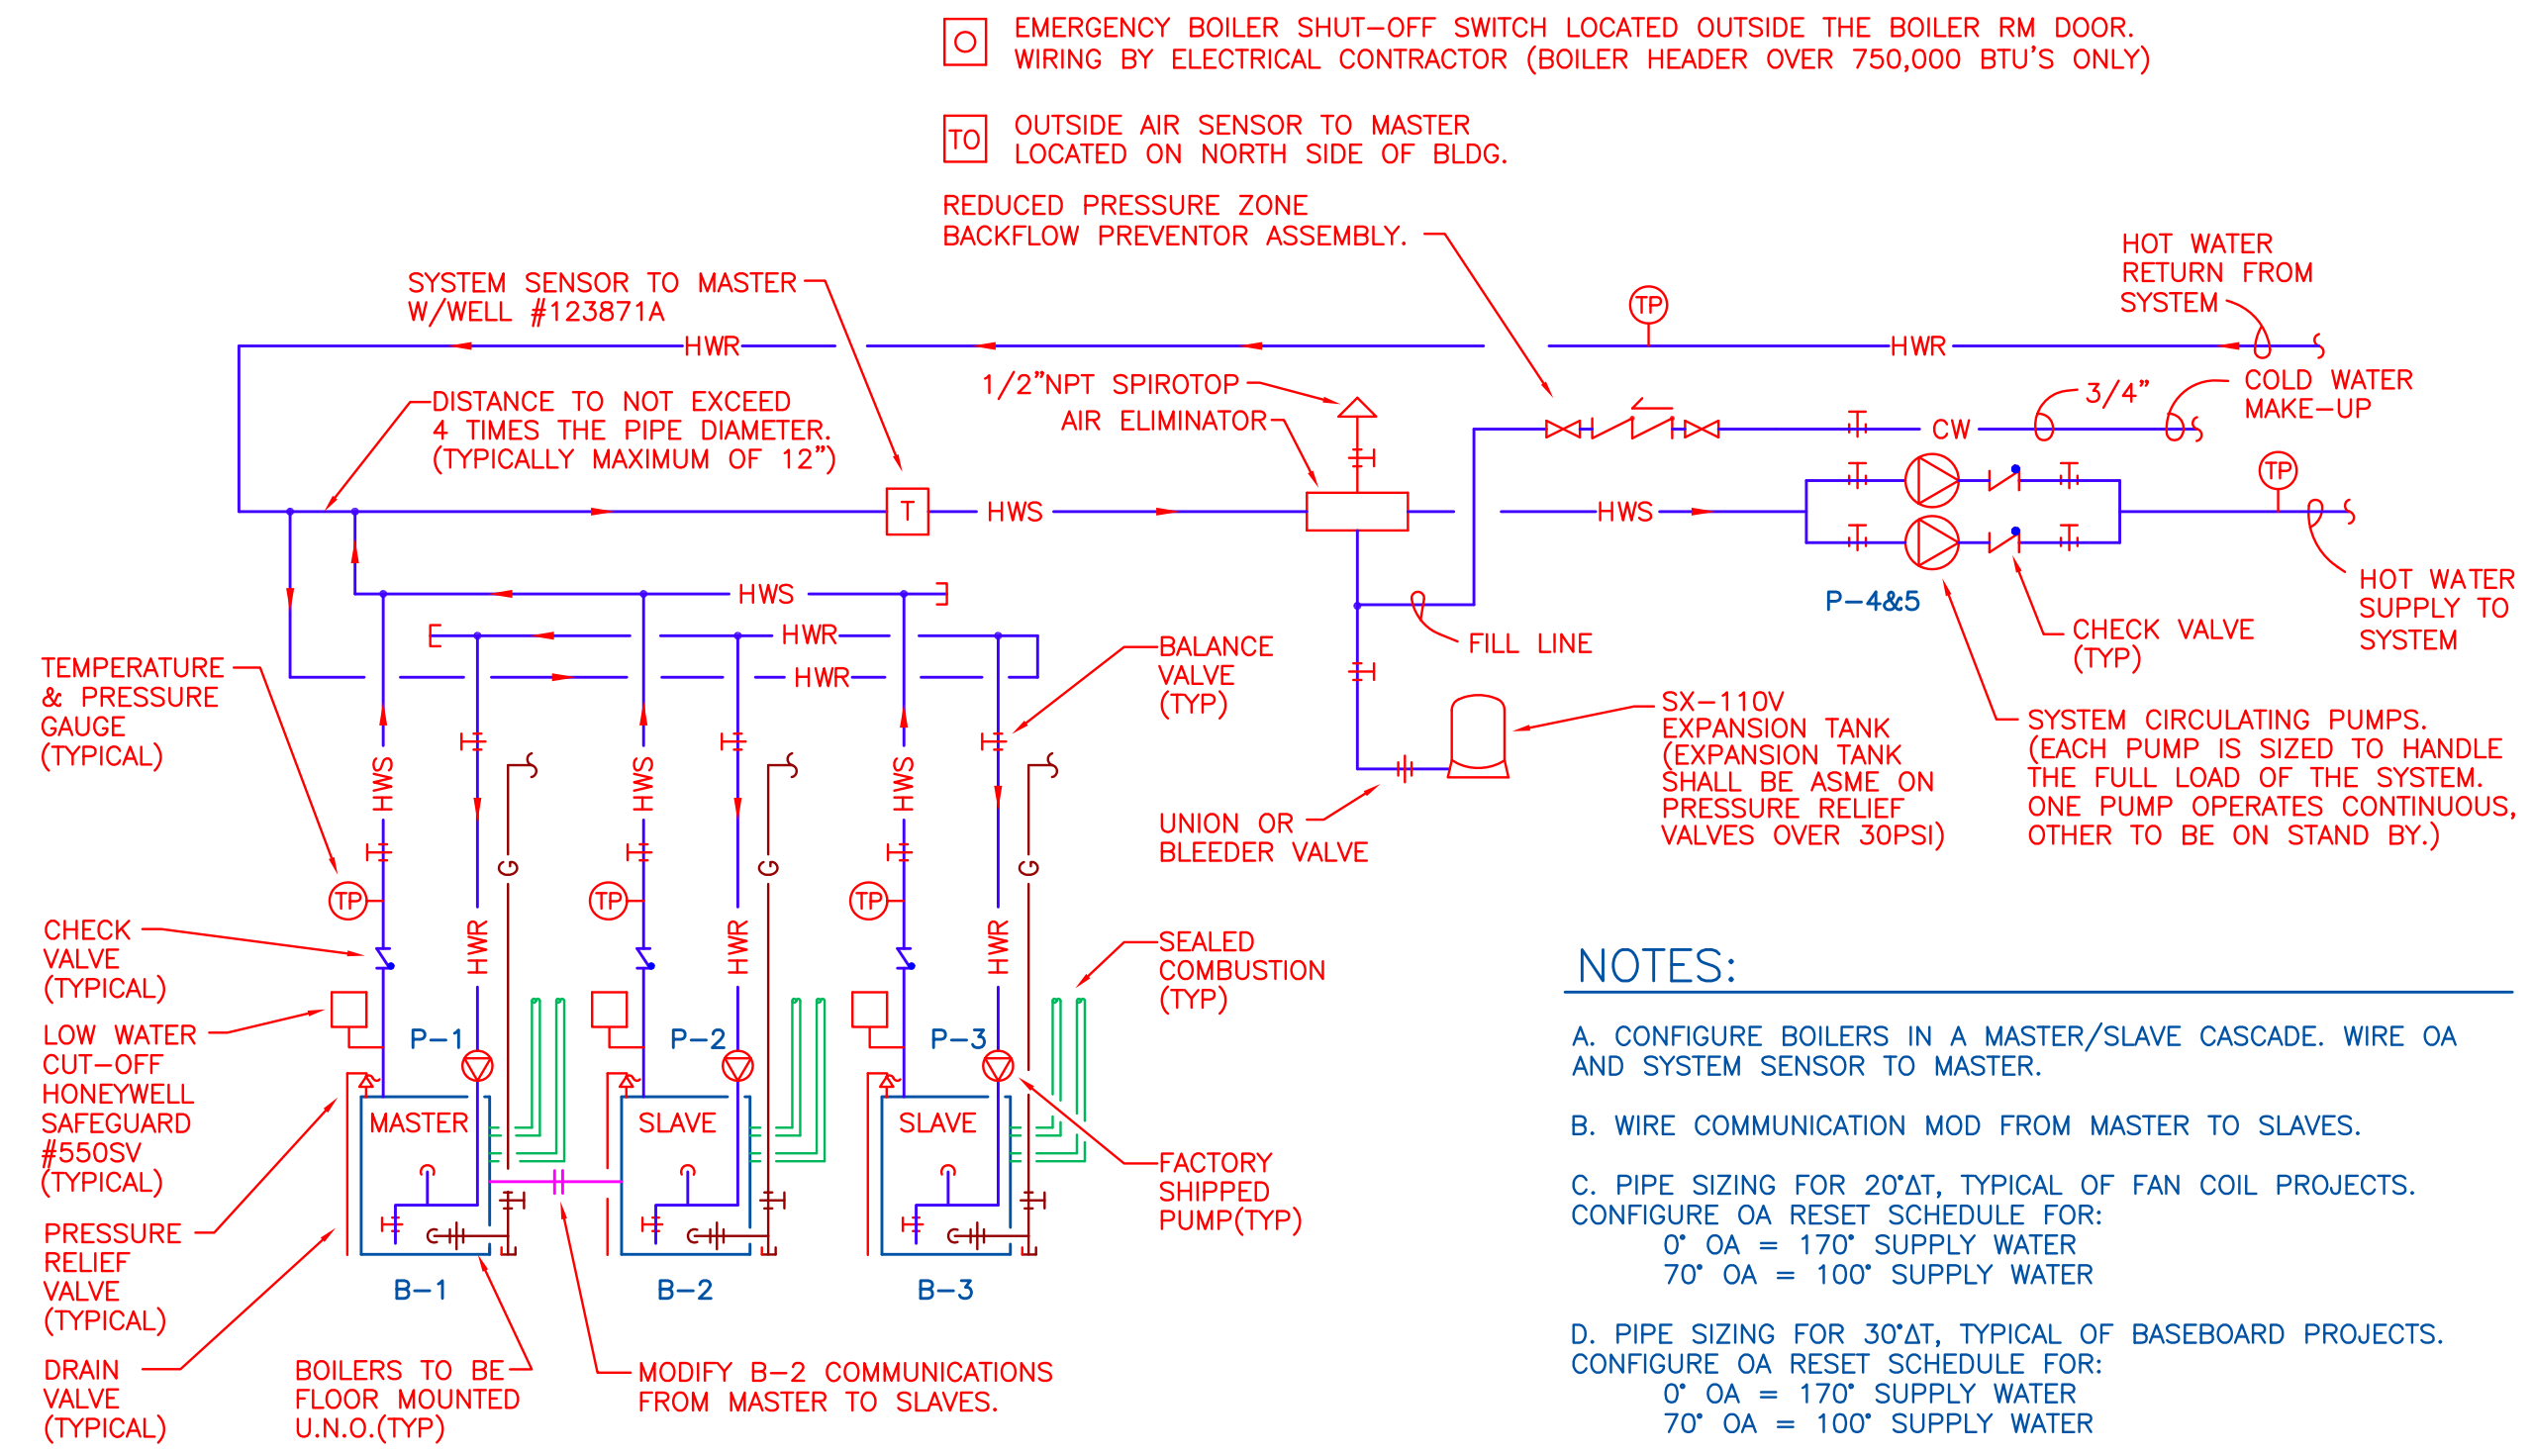 O
EMERGENCY BOILER SHUT-OFF SWITCH LOCATED OUTSIDE THE BOILER RM DOOR.
WIRING BY ELECTRICAL CONTRACTOR (BOILER HEADER OVER 750,000 BTU'S ONLY)
TO
OUTSIDE AIR SENSOR TO MASTER
LOCATED ON NORTH SIDE OF BLDG.
REDUCED PRESSURE ZONE
BACKFLOW PREVENTOR ASSEMBLY.
HOT WATER
RETURN FROM
SYSTEM
SYSTEM SENSOR TO MASTER
W/WELL #123871A
TP
HWR
HWR
1/2"NPT SPIROTOP
AIR ELIMINATOR
3/4"
COLD WATER
MAKE-UP
DISTANCE TO NOT EXCEED
4 TIMES THE PIPE DIAMETER.
(TYPICALLY MAXIMUM OF 12")
CW
TP
T
HWS
HWS
HWS
HWR
HWR
P-4&5
HOT WATER
SUPPLY TO
SYSTEM
CHECK VALVE
(TYP)
FILL LINE
BALANCE
VALVE
(TYP)
TEMPERATURE
& PRESSURE
GAUGE
(TYPICAL)
SX-110V
EXPANSION TANK
(EXPANSION TANK
SHALL BE ASME ON
PRESSURE RELIEF
VALVES OVER 30PSI)
SYSTEM CIRCULATING PUMPS.
(EACH PUMP IS SIZED TO HANDLE
THE FULL LOAD OF THE SYSTEM.
ONE PUMP OPERATES CONTINUOUS,
OTHER TO BE ON STAND BY.)
UNION OR
BLEEDER VALVE
HWS
HWS
HWS
G
G
G
TP
TP
TP
HWR
HWR
HWR
CHECK
VALVE
(TYPICAL)
SEALED
COMBUSTION
(TYP)
LOW WATER
CUT-OFF
HONEYWELL
SAFEGUARD
#550SV
(TYPICAL)
P-1
P-2
P-3
MASTER
SLAVE
SLAVE
FACTORY
SHIPPED
PUMP(TYP)
PRESSURE
RELIEF
VALVE
(TYPICAL)
B-1
B-2
B-3
DRAIN
VALVE
(TYPICAL)
BOILERS TO BE
FLOOR MOUNTED
U.N.O.(TYP)
MODIFY B-2 COMMUNICATIONS
FROM MASTER TO SLAVES.
NOTES:
A. CONFIGURE BOILERS IN A MASTER/SLAVE CASCADE. WIRE OA
AND SYSTEM SENSOR TO MASTER.
B. WIRE COMMUNICATION MOD FROM MASTER TO SLAVES.
C. PIPE SIZING FOR 20°ΔT, TYPICAL OF FAN COIL PROJECTS.
CONFIGURE OA RESET SCHEDULE FOR:
0° OA = 170° SUPPLY WATER
70° OA = 100° SUPPLY WATER
D. PIPE SIZING FOR 30°ΔT, TYPICAL OF BASEBOARD PROJECTS.
CONFIGURE OA RESET SCHEDULE FOR:
0° OA = 170° SUPPLY WATER
70° OA = 100° SUPPLY WATER